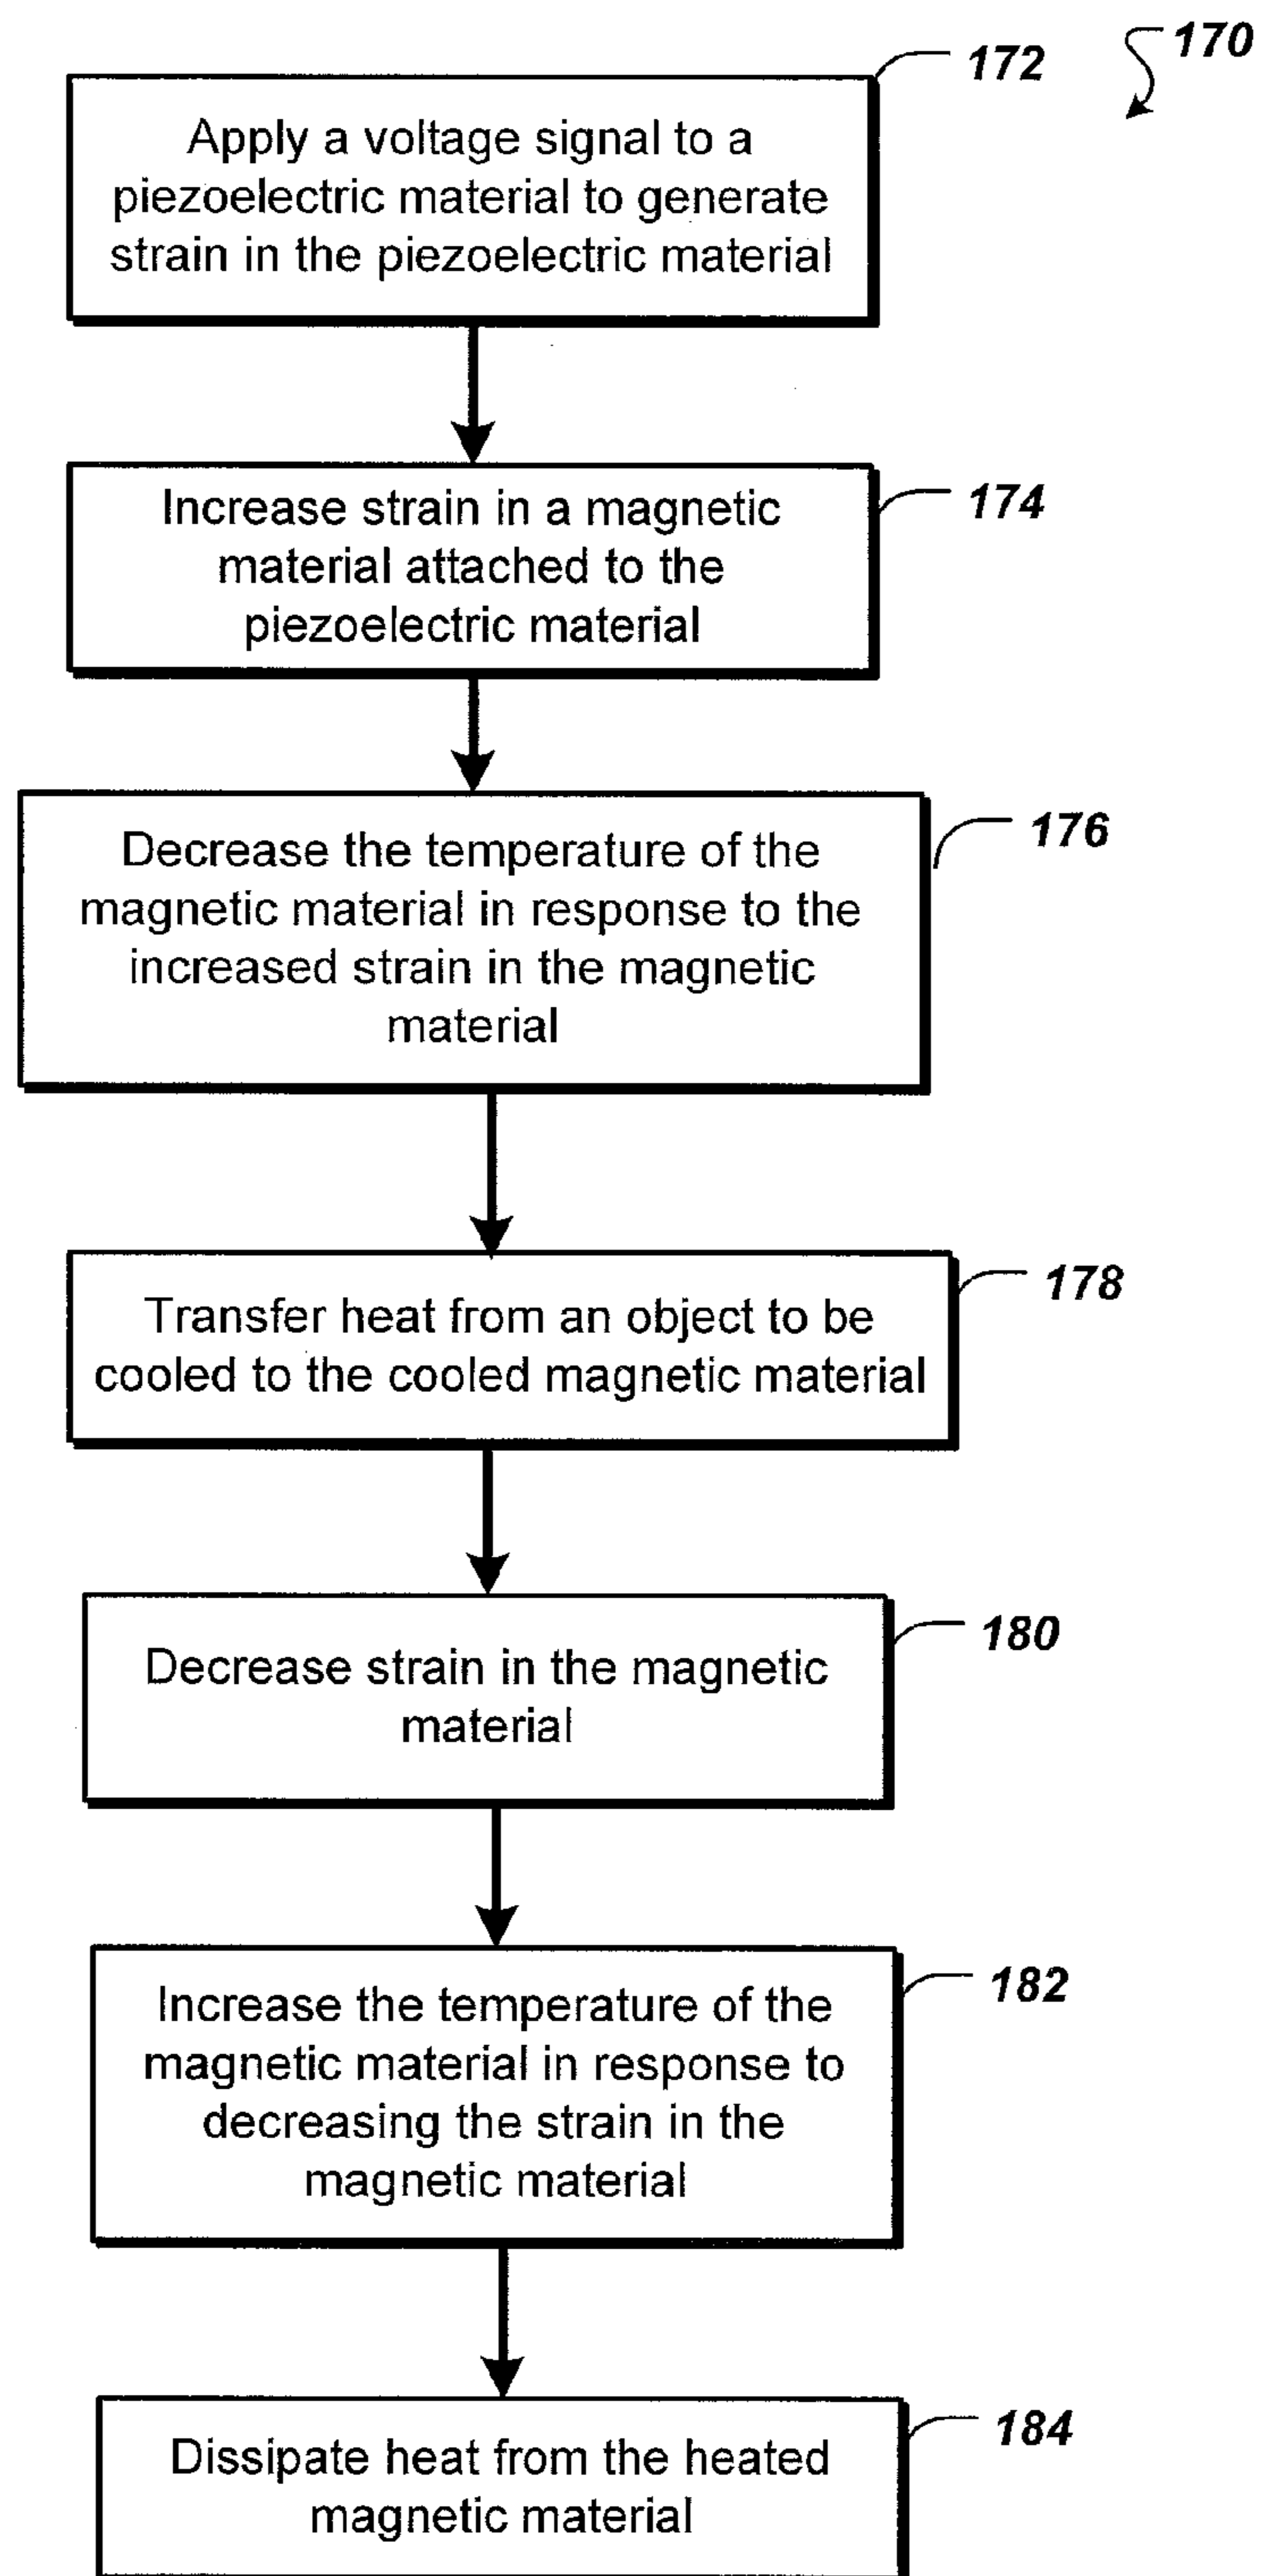 170
172
Apply a voltage signal to a
piezoelectric material to generate
strain in the piezoelectric material
174
Increase strain in a magnetic
material attached to the
piezoelectric material
176
Decrease the temperature of the
magnetic material in response to the
increased strain in the magnetic
material
178
Transfer heat from an object to be
cooled to the cooled magnetic material
180
Decrease strain in the magnetic
material
182
Increase the temperature of the
magnetic material in response to
decreasing the strain in the
magnetic material
184
Dissipate heat from the heated
magnetic material